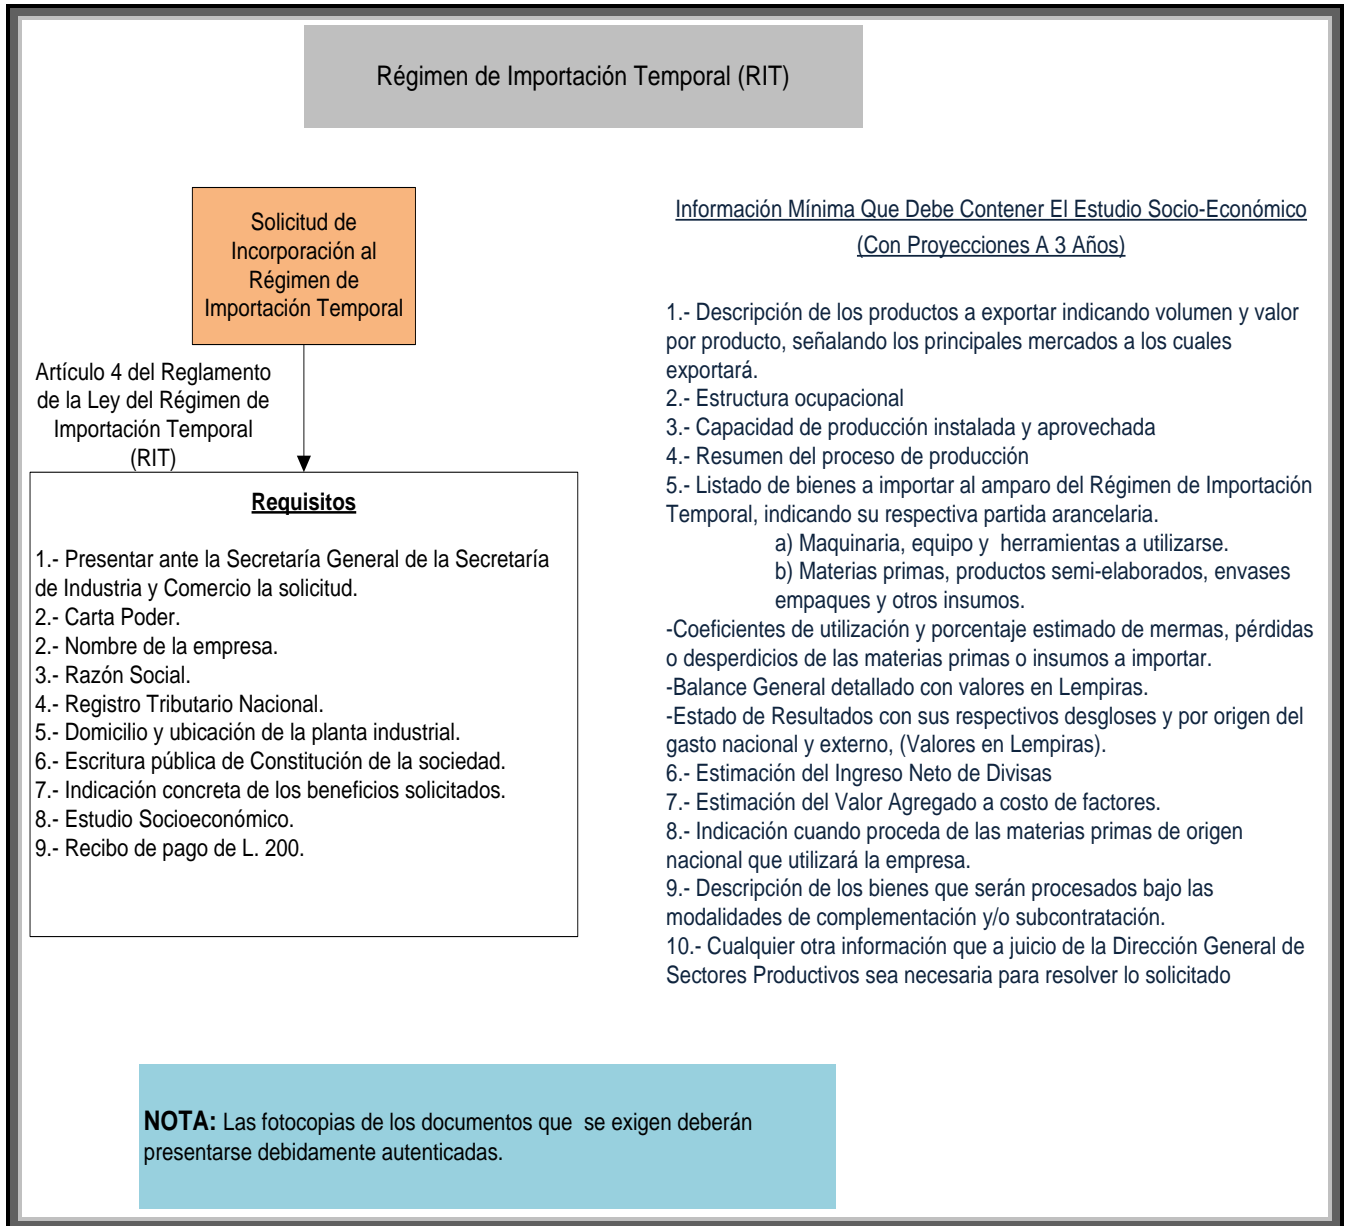 Régimen de Importación Temporal (RIT)
Solicitud de
Incorporación al
Régimen de
Importación Temporal
Artículo 4 del Reglamento
de la Ley del Régimen de
Importación Temporal
(RIT)
Requisitos
1.- Presentar ante la Secretaría General de la Secretaría
de Industria y Comercio la solicitud.
2.- Carta Poder.
2.- Nombre de la empresa.
3.- Razón Social.
4.- Registro Tributario Nacional.
5.- Domicilio y ubicación de la planta industrial.
6.- Escritura pública de Constitución de la sociedad.
7.- Indicación concreta de los beneficios solicitados.
8.- Estudio Socioeconómico.
9.- Recibo de pago de L. 200.
Información Mínima Que Debe Contener El Estudio Socio-Económico
(Con Proyecciones A 3 Años)
1.- Descripción de los productos a exportar indicando volumen y valor
por producto, señalando los principales mercados a los cuales
exportará.
2.- Estructura ocupacional
3.- Capacidad de producción instalada y aprovechada
4.- Resumen del proceso de producción
5.- Listado de bienes a importar al amparo del Régimen de Importación
Temporal, indicando su respectiva partida arancelaria.
a) Maquinaria, equipo y  herramientas a utilizarse.
b) Materias primas, productos semi-elaborados, envases
empaques y otros insumos.
-Coeficientes de utilización y porcentaje estimado de mermas, pérdidas
o desperdicios de las materias primas o insumos a importar.
-Balance General detallado con valores en Lempiras.
-Estado de Resultados con sus respectivos desgloses y por origen del
gasto nacional y externo, (Valores en Lempiras).
6.- Estimación del Ingreso Neto de Divisas
7.- Estimación del Valor Agregado a costo de factores.
8.- Indicación cuando proceda de las materias primas de origen
nacional que utilizará la empresa.
9.- Descripción de los bienes que serán procesados bajo las
modalidades de complementación y/o subcontratación.
10.- Cualquier otra información que a juicio de la Dirección General de
Sectores Productivos sea necesaria para resolver lo solicitado
NOTA: Las fotocopias de los documentos que  se exigen deberán
presentarse debidamente autenticadas.